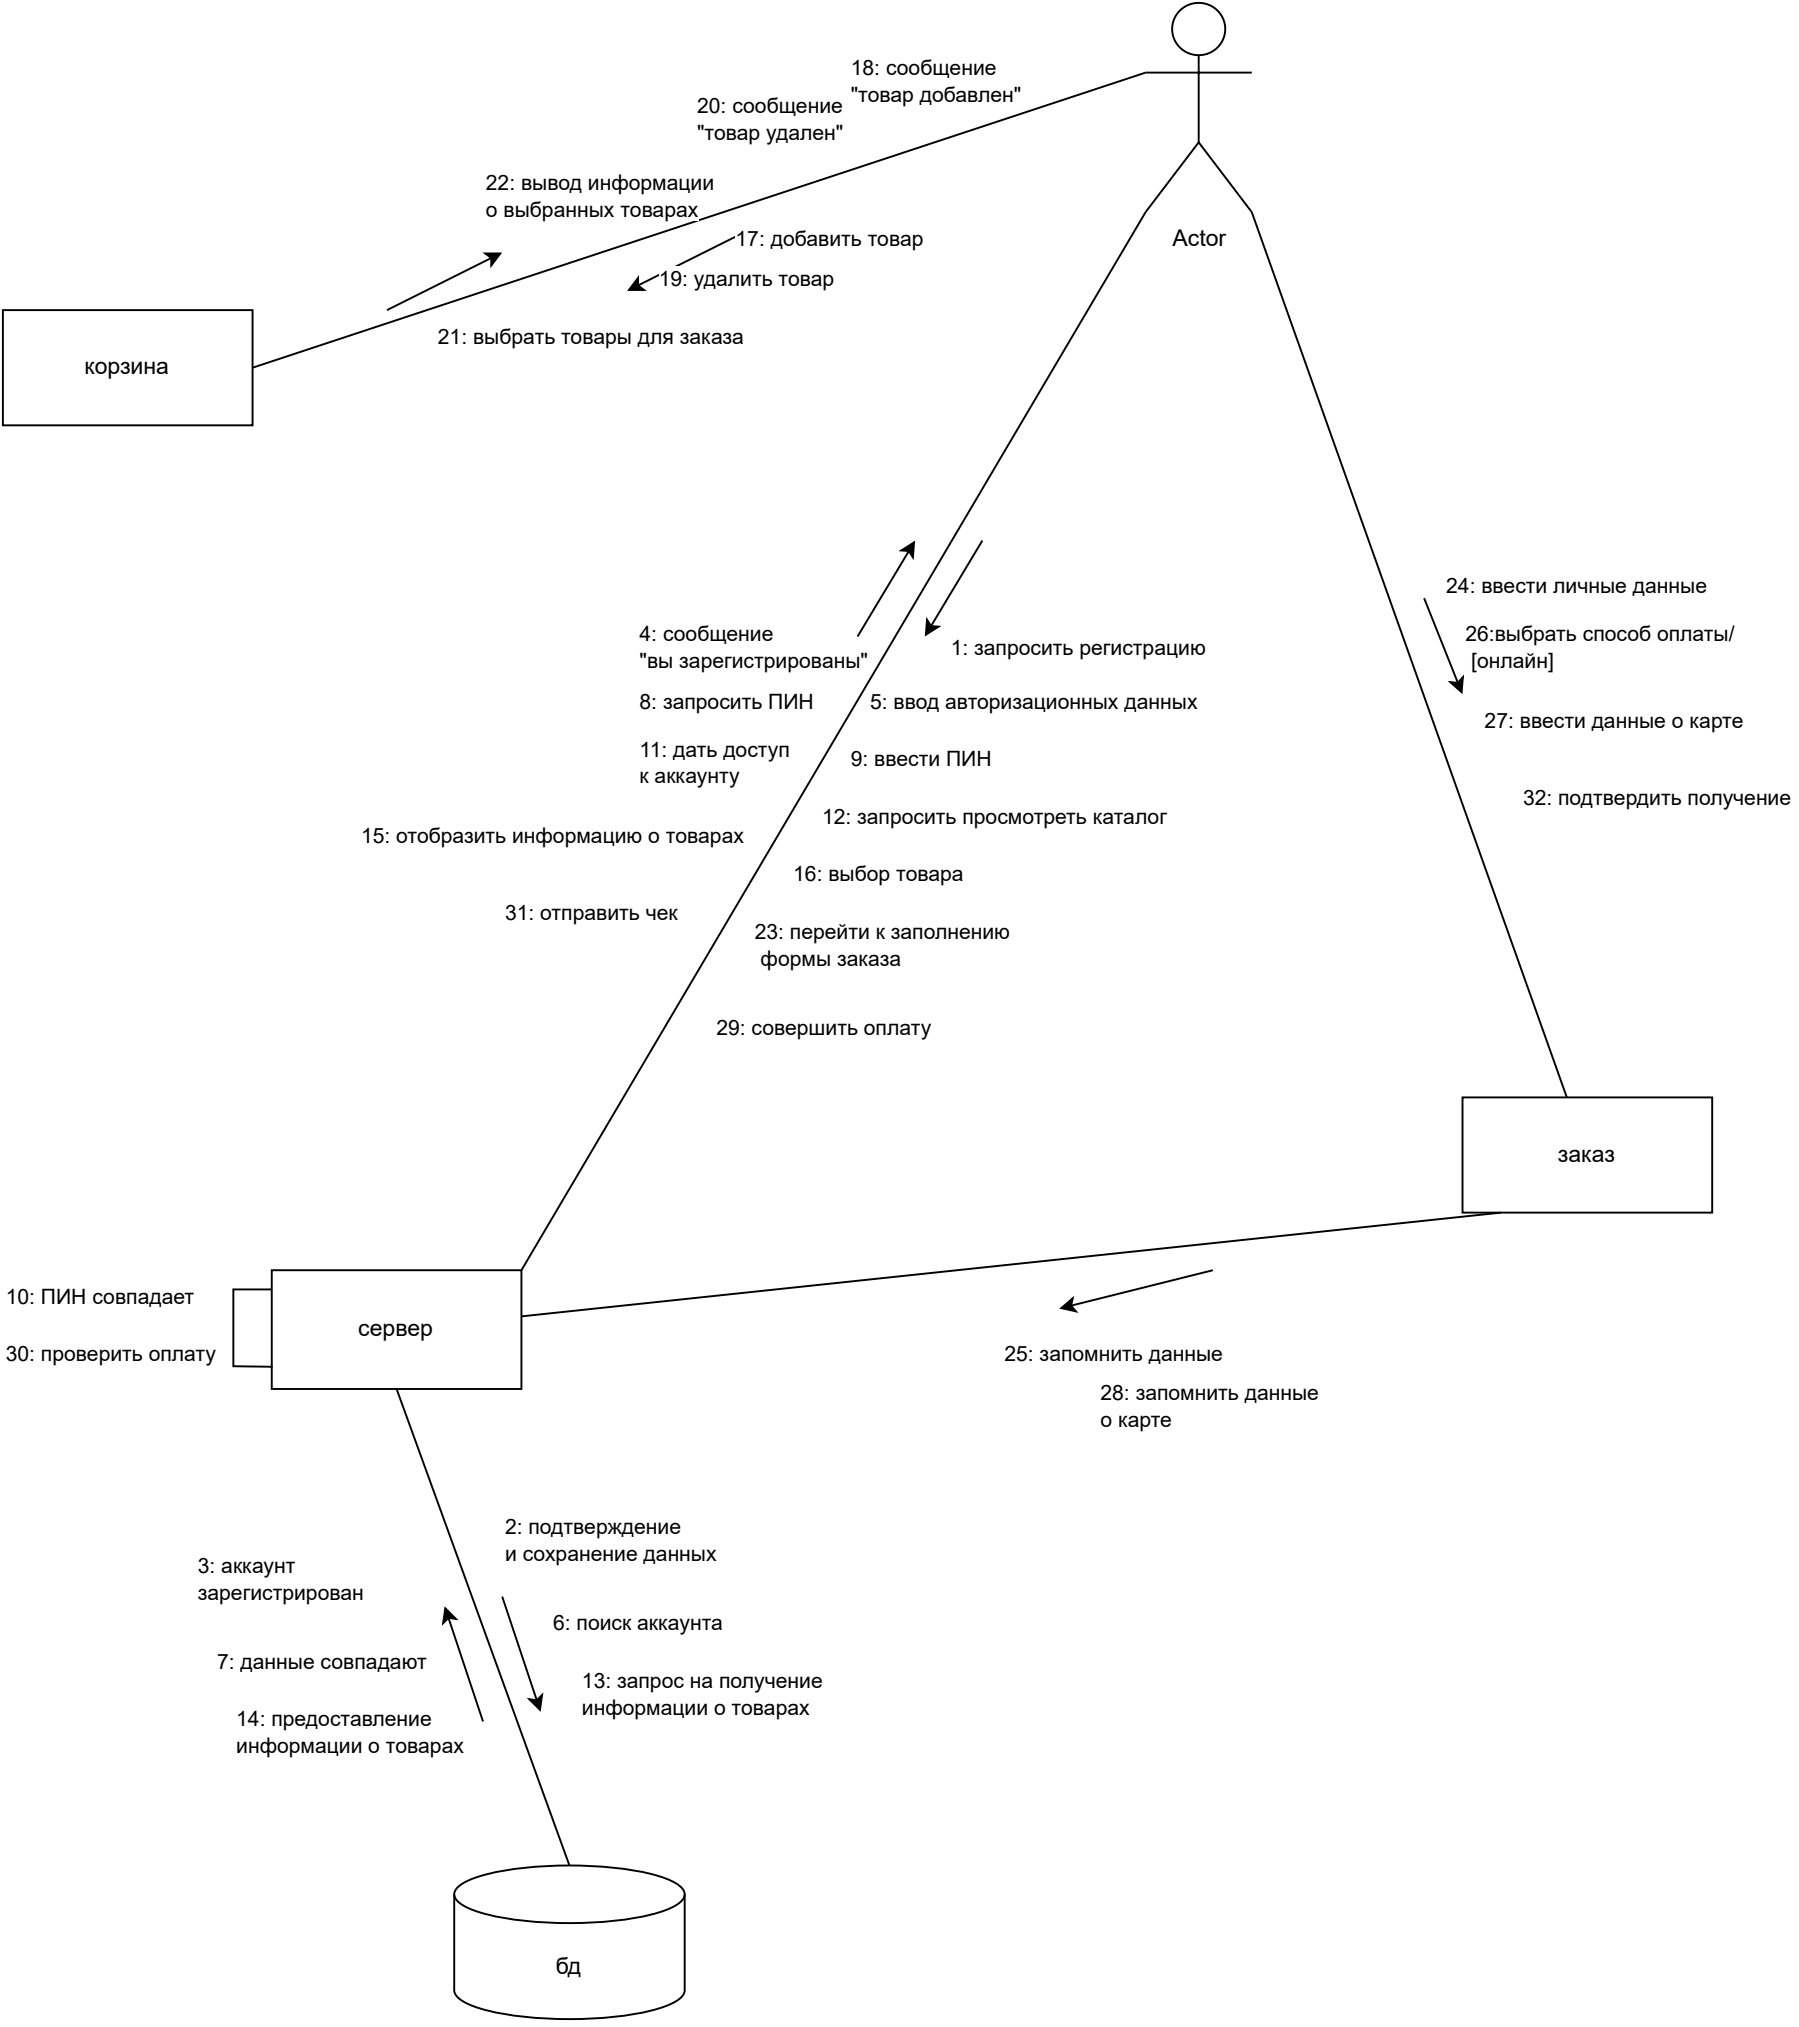 18: сообщение
"товар добавлен"
20: сообщение
"товар удален"
22: вывод информации
о выбранных товарах
17: добавить товар
Actor
19: удалить товар
21: выбрать товары для заказа
корзина
24: ввести личные данные
4: сообщение
"вы зарегистрированы"
1: запросить регистрацию
26:выбрать способ оплаты/
[онлайн]
8: запросить ПИН
5: ввод авторизационных данных
27: ввести данные о карте
11: дать доступ
к аккаунту
9: ввести ПИН
32: подтвердить получение
12: запросить просмотреть каталог
15: отобразить информацию о товарах
16: выбор товара
31: отправить чек
23: перейти к заполнению
формы заказа
29: совершить оплату
заказ
10: ПИН совпадает
сервер
30: проверить оплату
25: запомнить данные
28: запомнить данные
о карте
2: подтверждение
и сохранение данных
3: аккаунт
зарегистрирован
6: поиск аккаунта
7: данные совпадают
13: запрос на получение
информации о товарах
14: предоставление
информации о товарах
бд